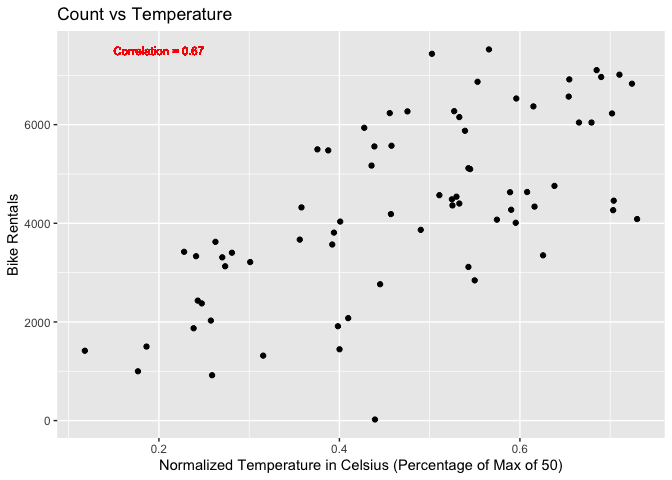 Count vs Temperature
Correlation = 0.67
Bike Rentals
6000
4000
2000
0
0.2
0.4
0.6
Normalized Temperature in Celsius (Percentage of Max of 50)